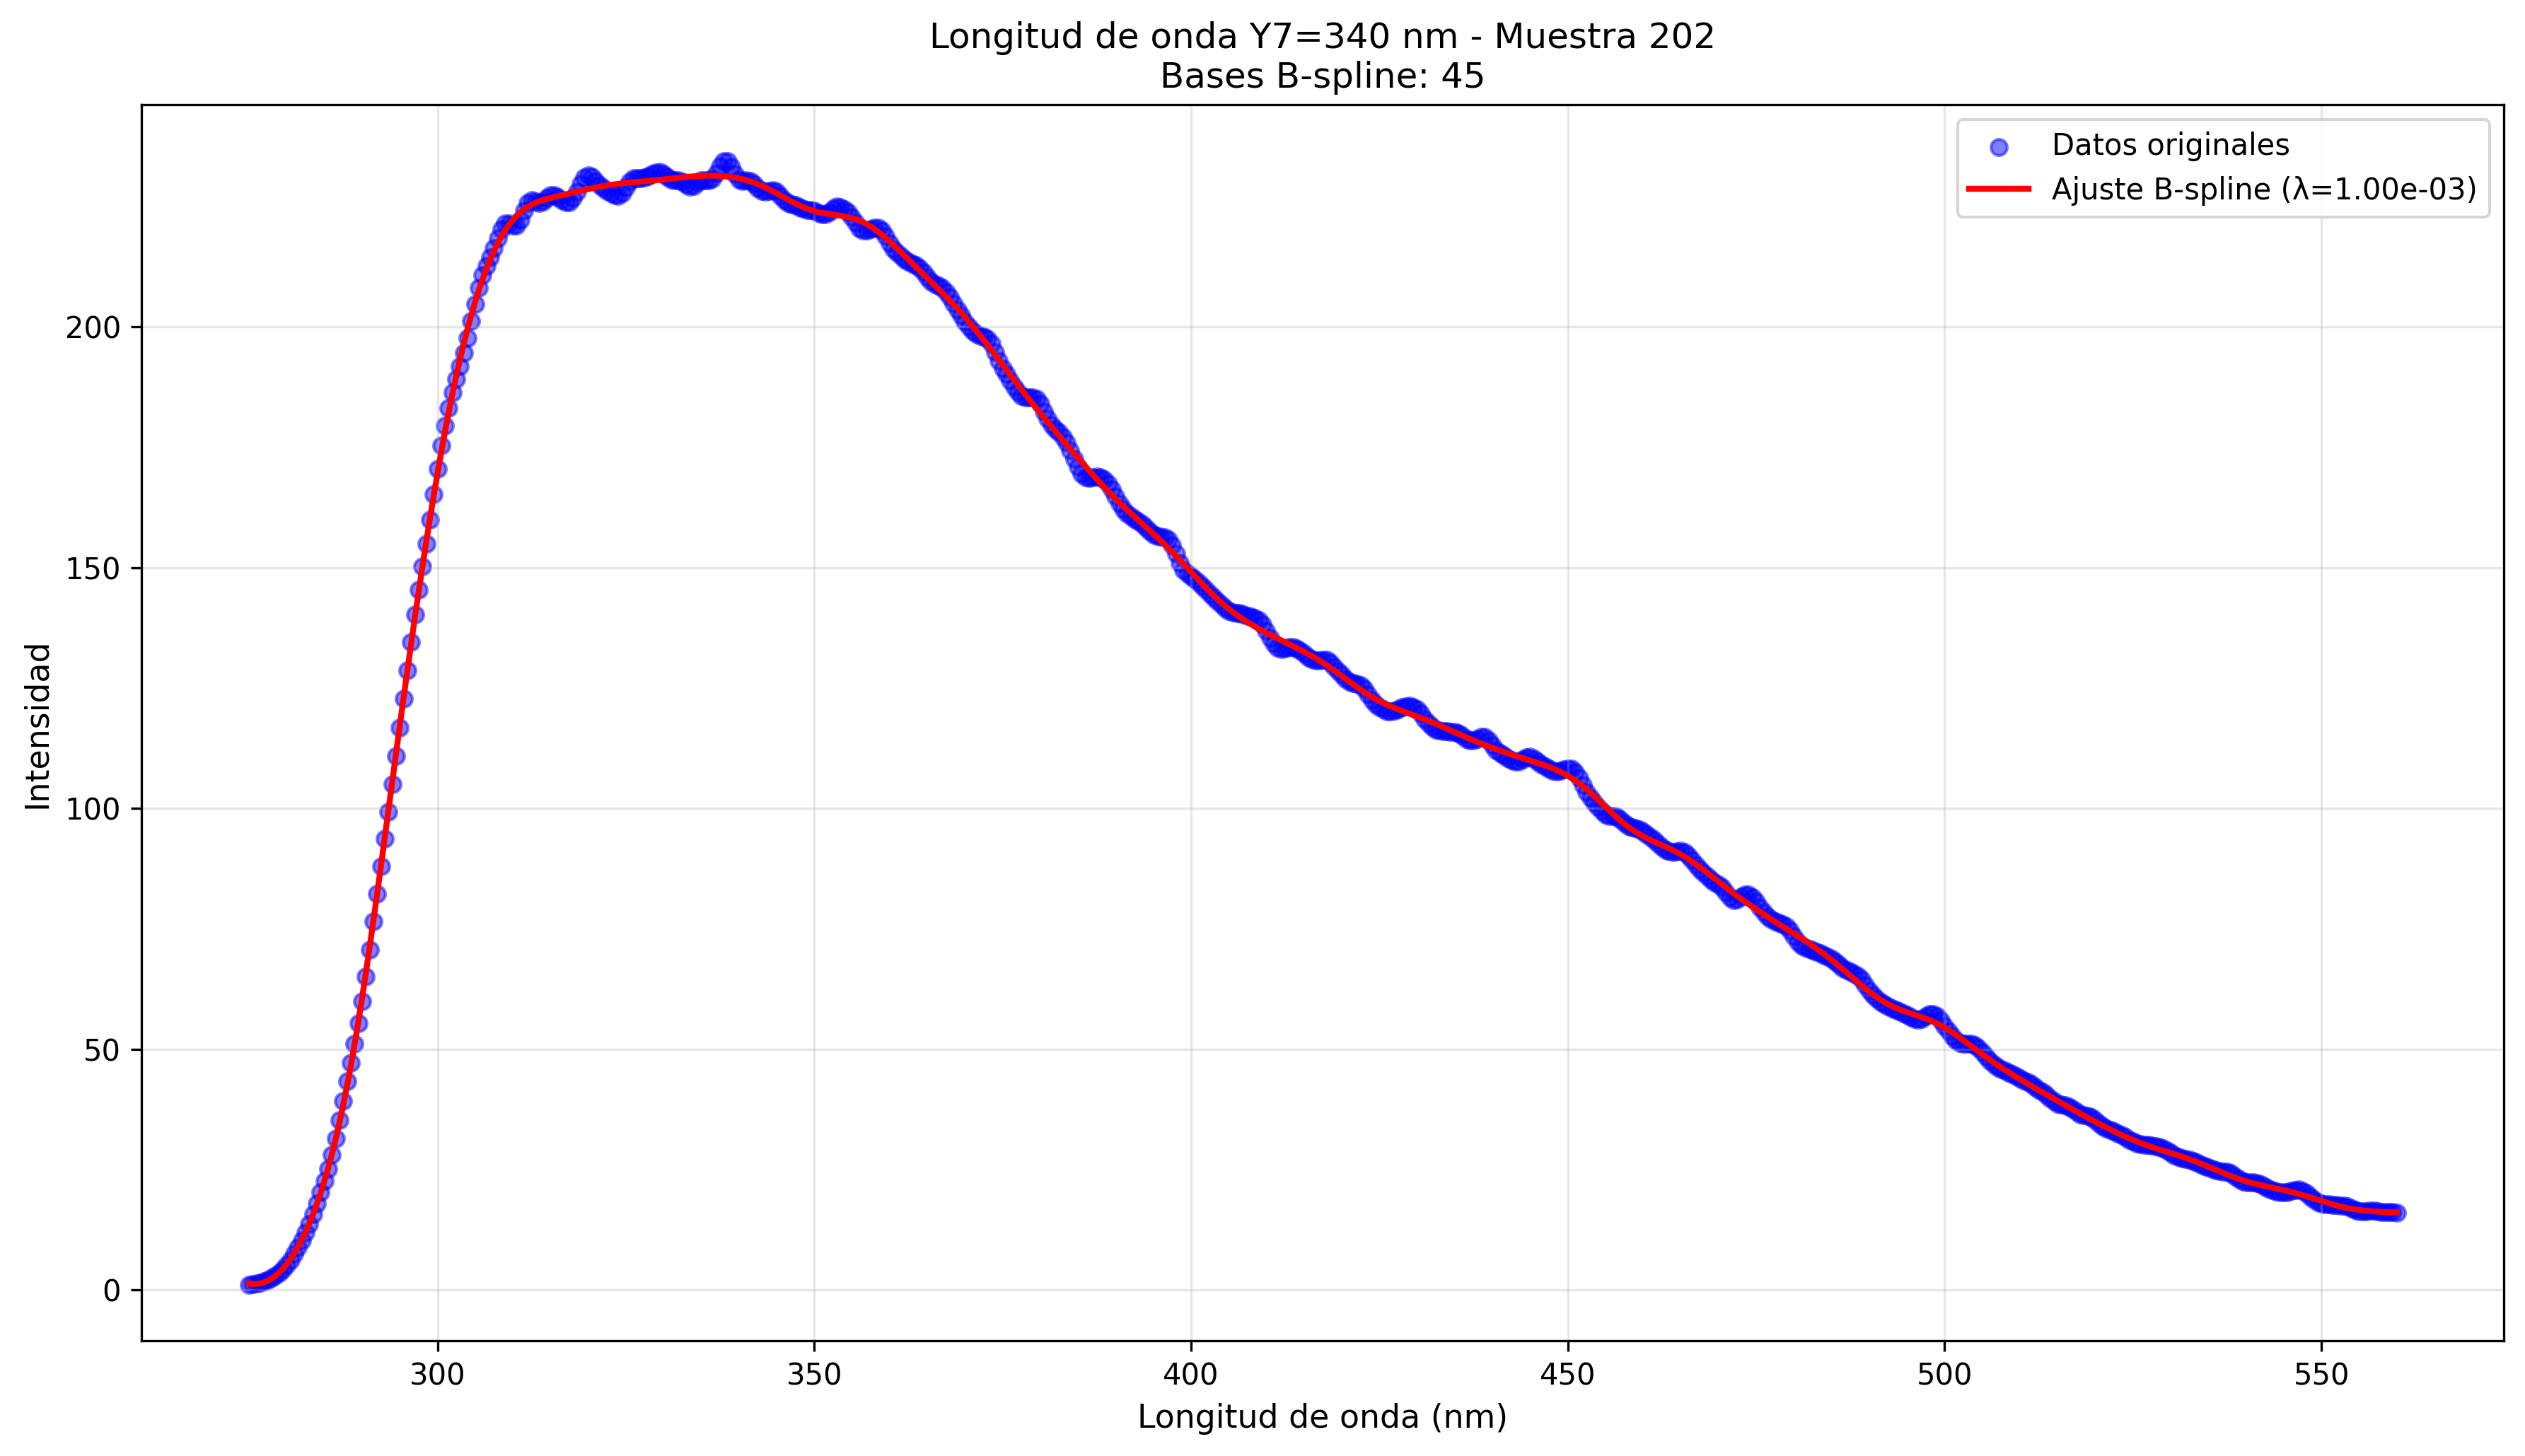 Longitud de onda Y7=340 nm - Muestra 202
Bases B-spline: 45
Datos originales
Ajuste B-spline (λ=1.00e-03)
Intensidad
200
150
100
50
0
300
350
400
450
500
550
Longitud de onda (nm)